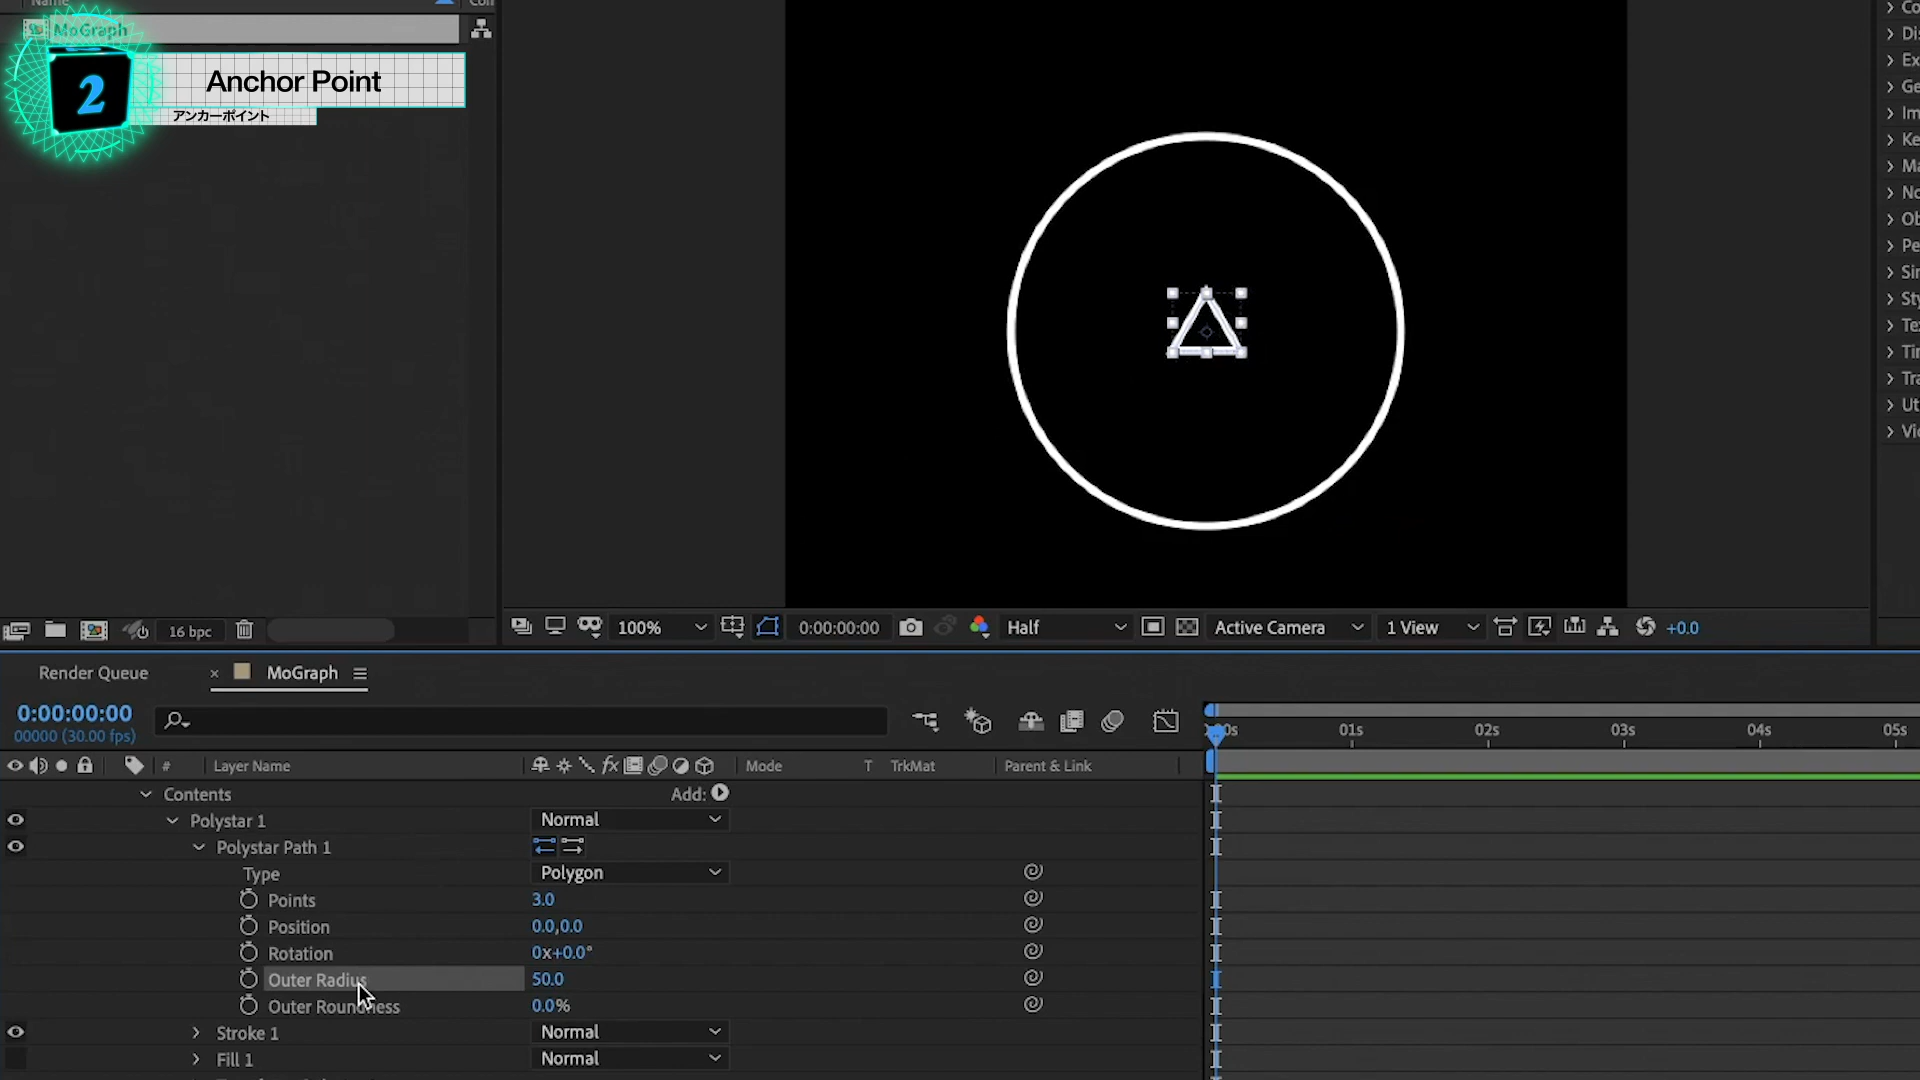 Name
MoGraph
2
Anchor Point
アンカーポイント
16 bpc
100%
0:00:00:00
Half
Active Camera
1 View
+0.0
Render Queue
× MoGraph
0:00:00:00
00000 (30.00 fps)
00s 01s 02s 03s 04s 05s
# Layer Name fx Mode T TrkMat Parent & Link
Contents Add:
Polystar 1 Normal
Polystar Path 1
Type Polygon
Points 3.0
Position 0.0,0.0
Rotation 0x+0.0°
Outer Radius 50.0
Outer Roundness 0.0%
Stroke 1 Normal
Fill 1 Normal